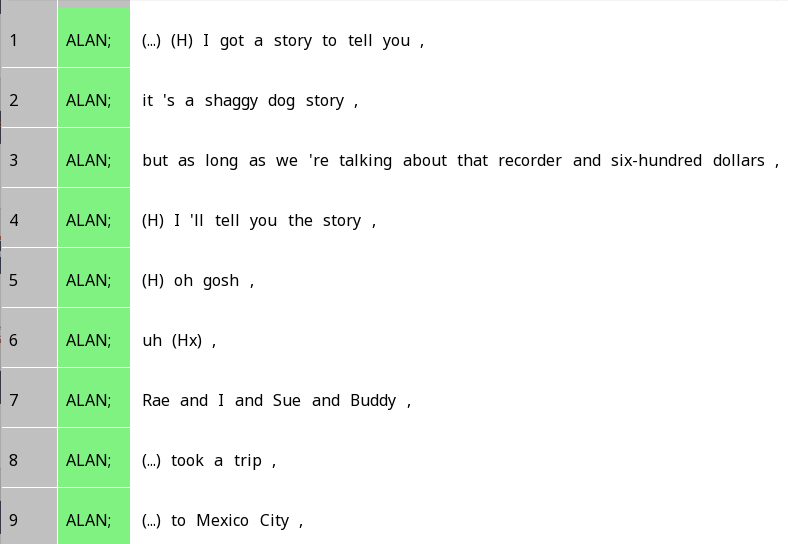 1 ALAN; (...) (H) I got a story to tell you ,
2 ALAN; it 's a shaggy dog story ,
3 ALAN; but as long as we 're talking about that recorder and six-hundred dollars ,
4 ALAN; (H) I 'll tell you the story ,
5 ALAN; (H) oh gosh ,
6 ALAN; uh (Hx) ,
7 ALAN; Rae and I and Sue and Buddy ,
8 ALAN; (...) took a trip ,
9 ALAN; (...) to Mexico City ,